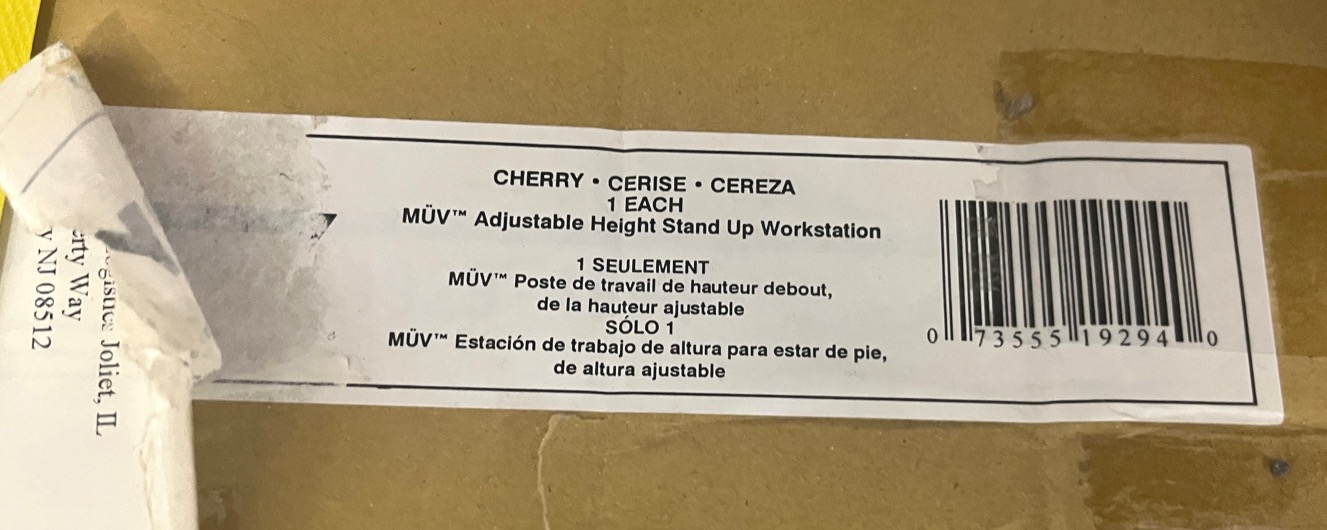 CHERRY • CERISE • CEREZA
1 EACH
MÜV™ Adjustable Height Stand Up Workstation
1 SEULEMENT
MÜV™ Poste de travail de hauteur debout,
de la hauteur ajustable
SÓLO 1
MÜV™ Estación de trabajo de altura para estar de pie,
de altura ajustable
0 73555 19294 0
Joliet, IL
Way
NJ 08512